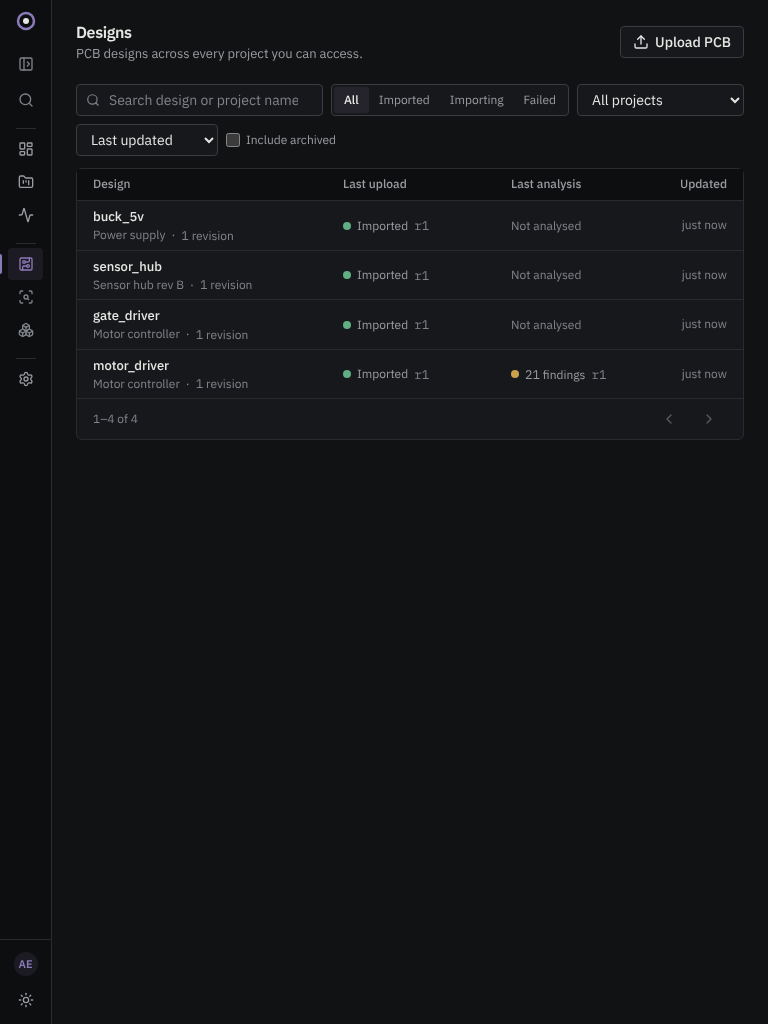 Designs
PCB designs across every project you can access.
Upload PCB
Search design or project name
All Imported Importing Failed
All projects
Last updated
Include archived
Design Last upload Last analysis Updated
buck_5v
Power supply · 1 revision
Imported r1
Not analysed
just now
sensor_hub
Sensor hub rev B · 1 revision
Imported r1
Not analysed
just now
gate_driver
Motor controller · 1 revision
Imported r1
Not analysed
just now
motor_driver
Motor controller · 1 revision
Imported r1
21 findings r1
just now
1–4 of 4
AE